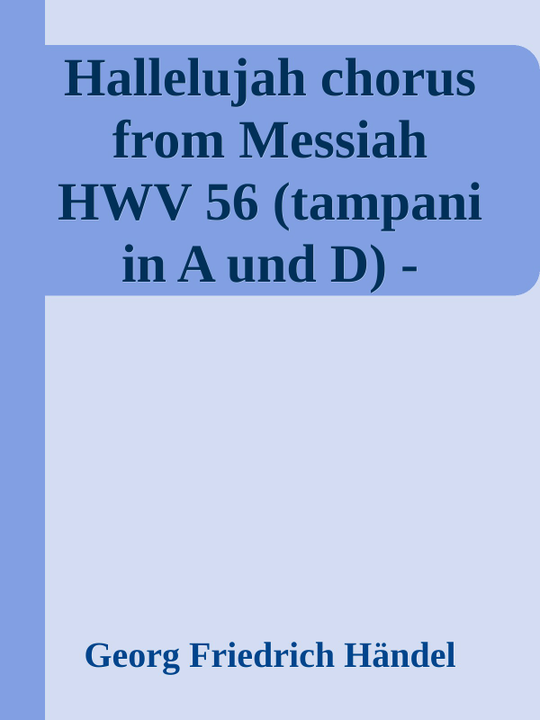 Hallelujah chorus
from Messiah
HWV 56 (tampani
in A und D) -
Georg Friedrich Händel